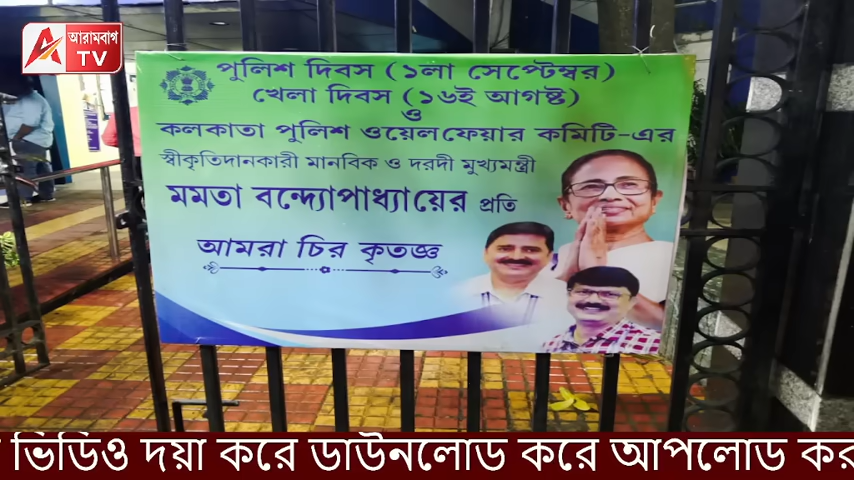 আরামবাগ
TV
পুলিশ দিবস (১লা সেপ্টেম্বর)
খেলা দিবস (১৬ই আগষ্ট)
ও
কলকাতা পুলিশ ওয়েলফেয়ার কমিটি-এর
স্বীকৃতিদানকারী মানবিক ও দরদী মুখ্যমন্ত্রী
মমতা বন্দ্যোপাধ্যায়ের প্রতি
আমরা চির কৃতজ্ঞ
ভিডিও দয়া করে ডাউনলোড করে আপলোড কর